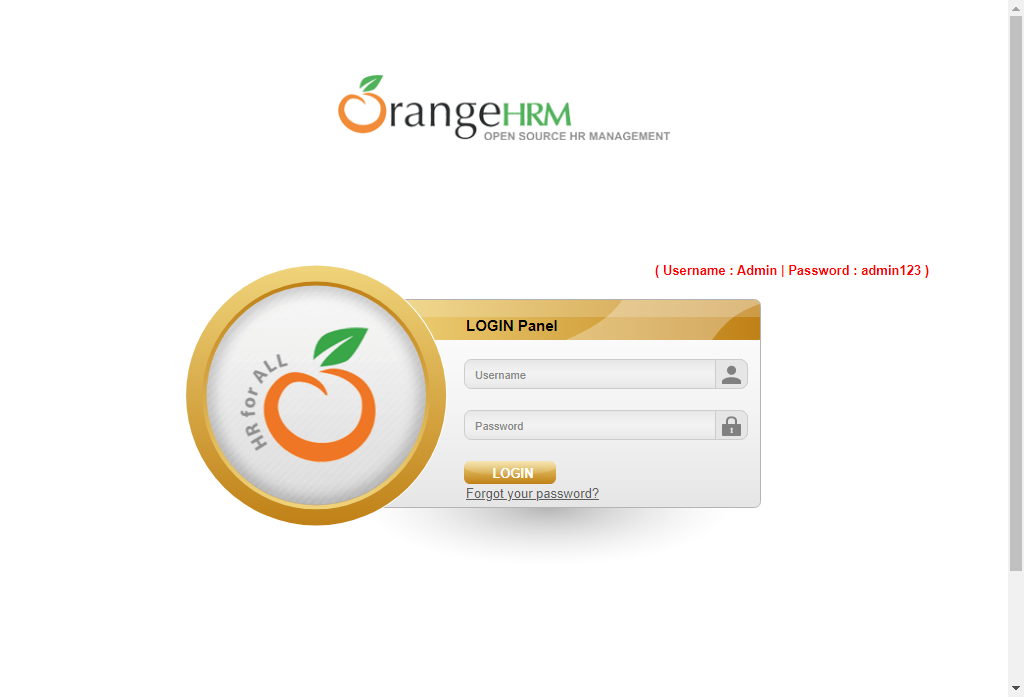 OrangeHRM
OPEN SOURCE HR MANAGEMENT
( Username : Admin | Password : admin123 )
HR for ALL
LOGIN Panel
Username
Password
LOGIN
Forgot your password?